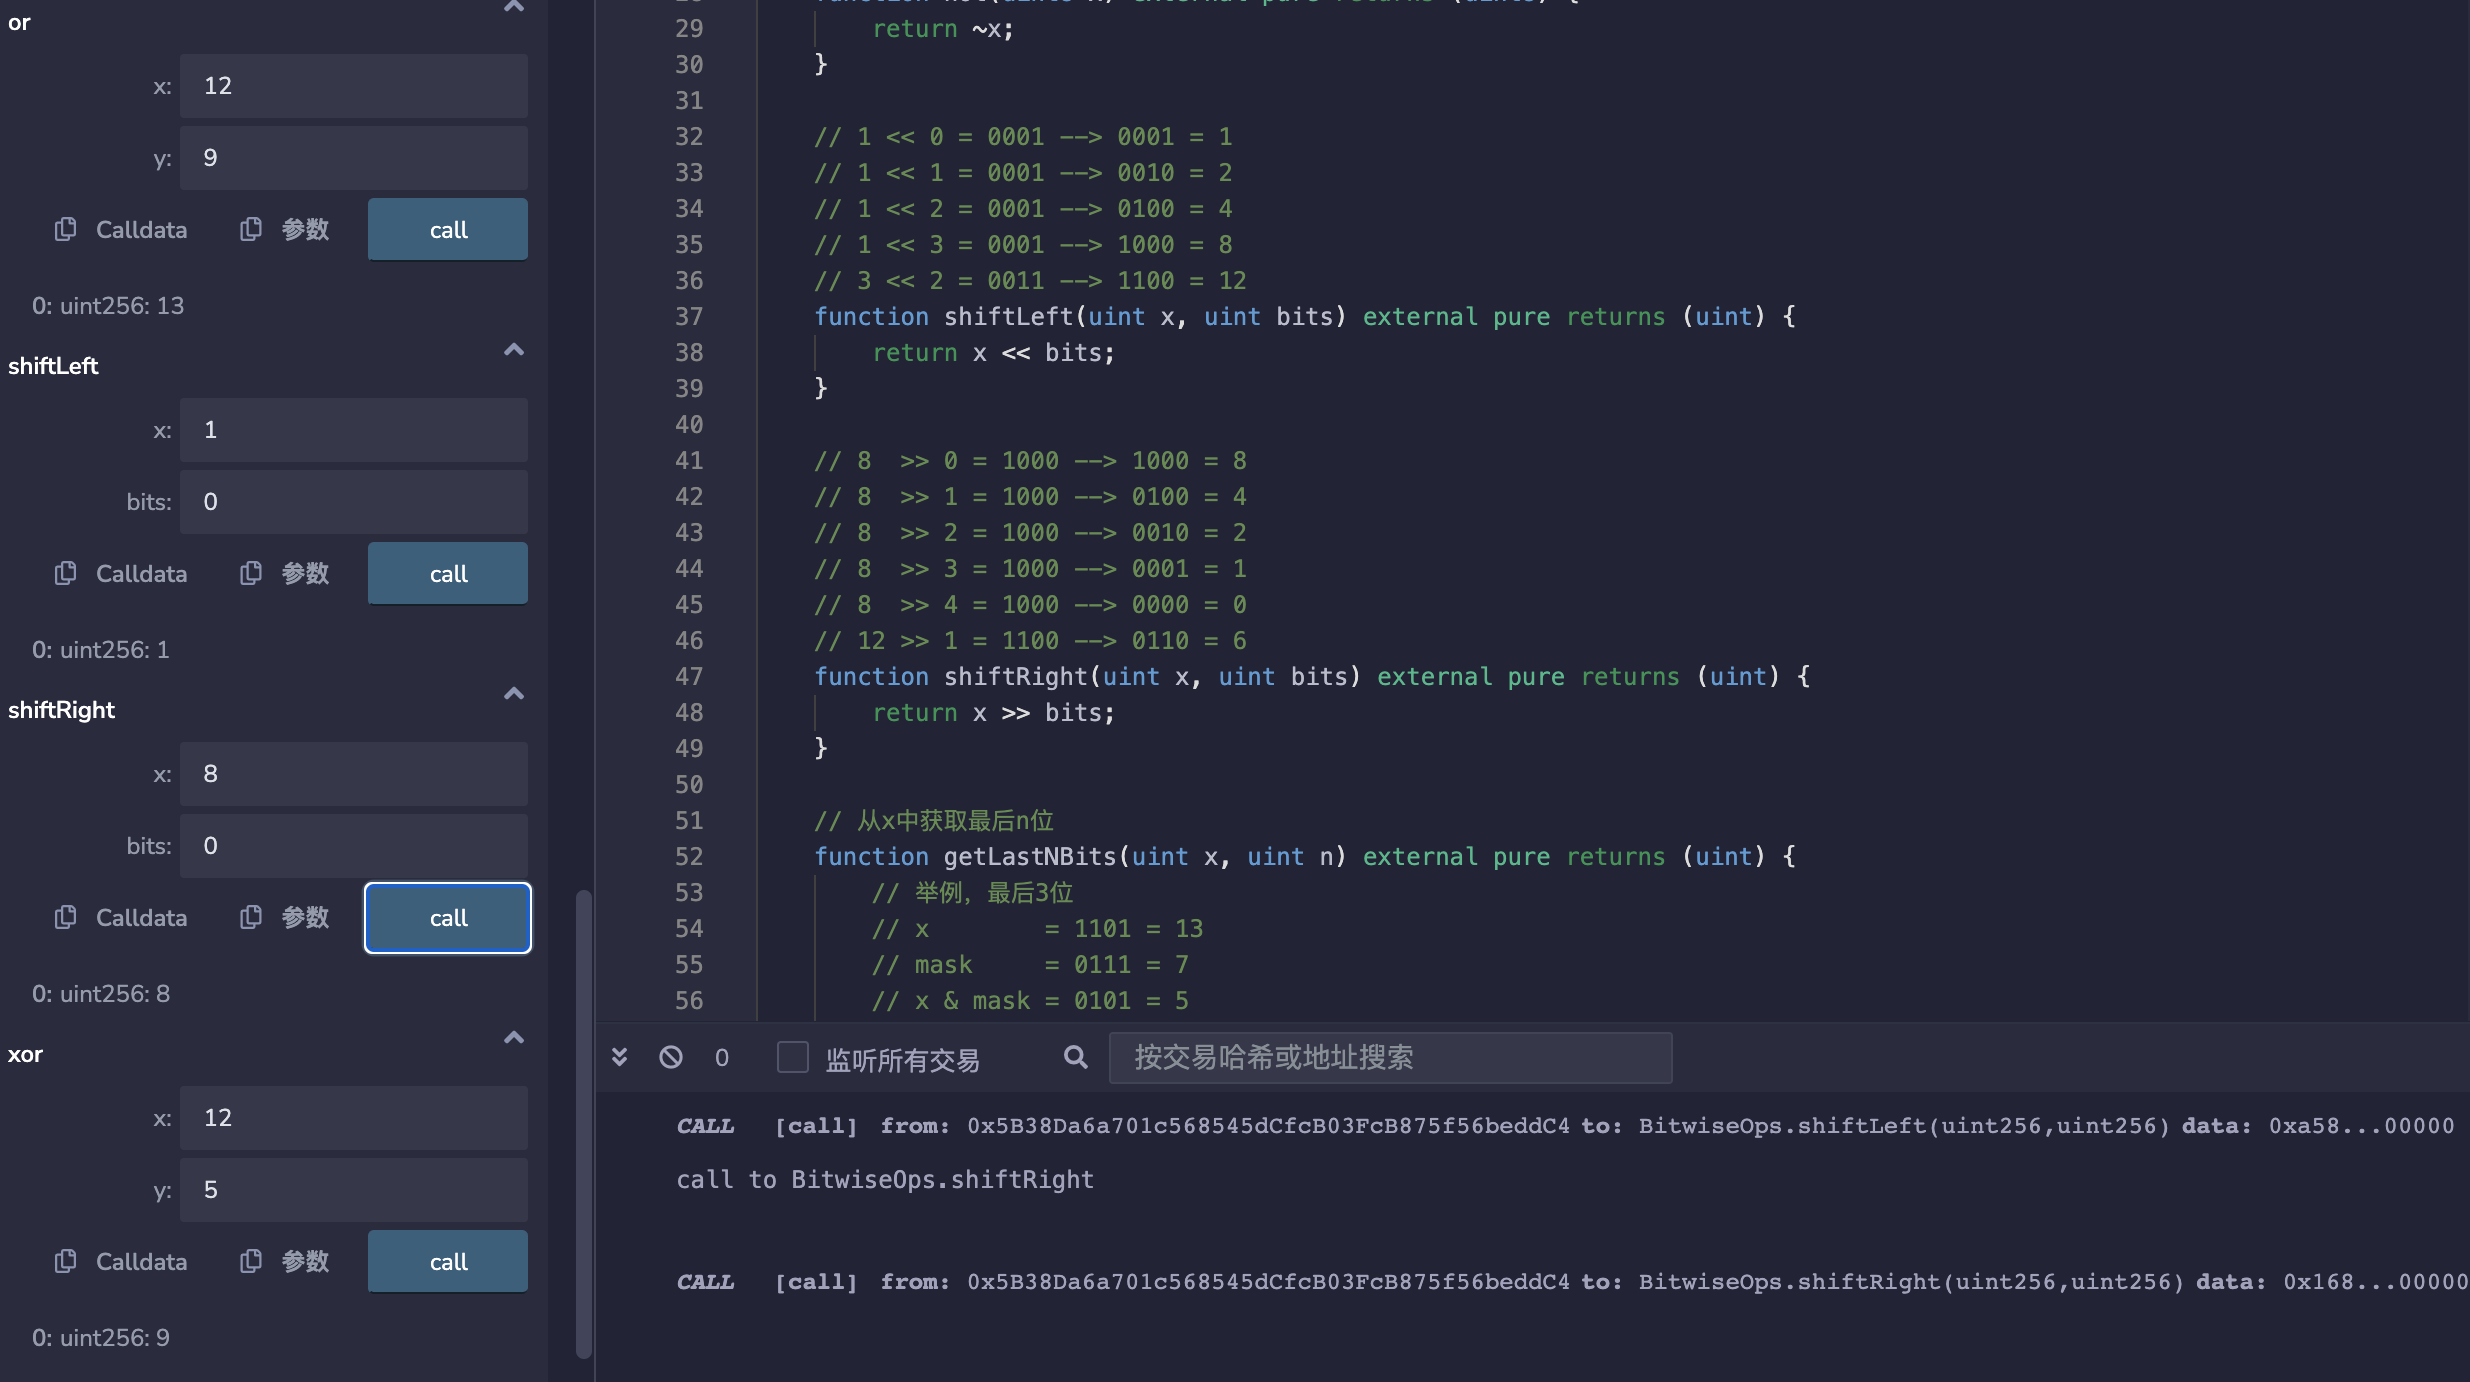 or
x: 12
y: 9
Calldata 参数 call
0: uint256: 13
shiftLeft
x: 1
bits: 0
Calldata 参数 call
0: uint256: 1
shiftRight
x: 8
bits: 0
Calldata 参数 call
0: uint256: 8
xor
x: 12
y: 5
Calldata 参数 call
0: uint256: 9
29 return ~x;
30 }
31
32 // 1 << 0 = 0001 --> 0001 = 1
33 // 1 << 1 = 0001 --> 0010 = 2
34 // 1 << 2 = 0001 --> 0100 = 4
35 // 1 << 3 = 0001 --> 1000 = 8
36 // 3 << 2 = 0011 --> 1100 = 12
37 function shiftLeft(uint x, uint bits) external pure returns (uint) {
38 return x << bits;
39 }
40
41 // 8  >> 0 = 1000 --> 1000 = 8
42 // 8  >> 1 = 1000 --> 0100 = 4
43 // 8  >> 2 = 1000 --> 0010 = 2
44 // 8  >> 3 = 1000 --> 0001 = 1
45 // 8  >> 4 = 1000 --> 0000 = 0
46 // 12 >> 1 = 1100 --> 0110 = 6
47 function shiftRight(uint x, uint bits) external pure returns (uint) {
48 return x >> bits;
49 }
50
51 // 从x中获取最后n位
52 function getLastNBits(uint x, uint n) external pure returns (uint) {
53 // 举例，最后3位
54 // x        = 1101 = 13
55 // mask     = 0111 = 7
56 // x & mask = 0101 = 5
0 监听所有交易 按交易哈希或地址搜索
CALL [call] from: 0x5B38Da6a701c568545dCfcB03FcB875f56beddC4 to: BitwiseOps.shiftLeft(uint256,uint256) data: 0xa58...00000
call to BitwiseOps.shiftRight
CALL [call] from: 0x5B38Da6a701c568545dCfcB03FcB875f56beddC4 to: BitwiseOps.shiftRight(uint256,uint256) data: 0x168...00000